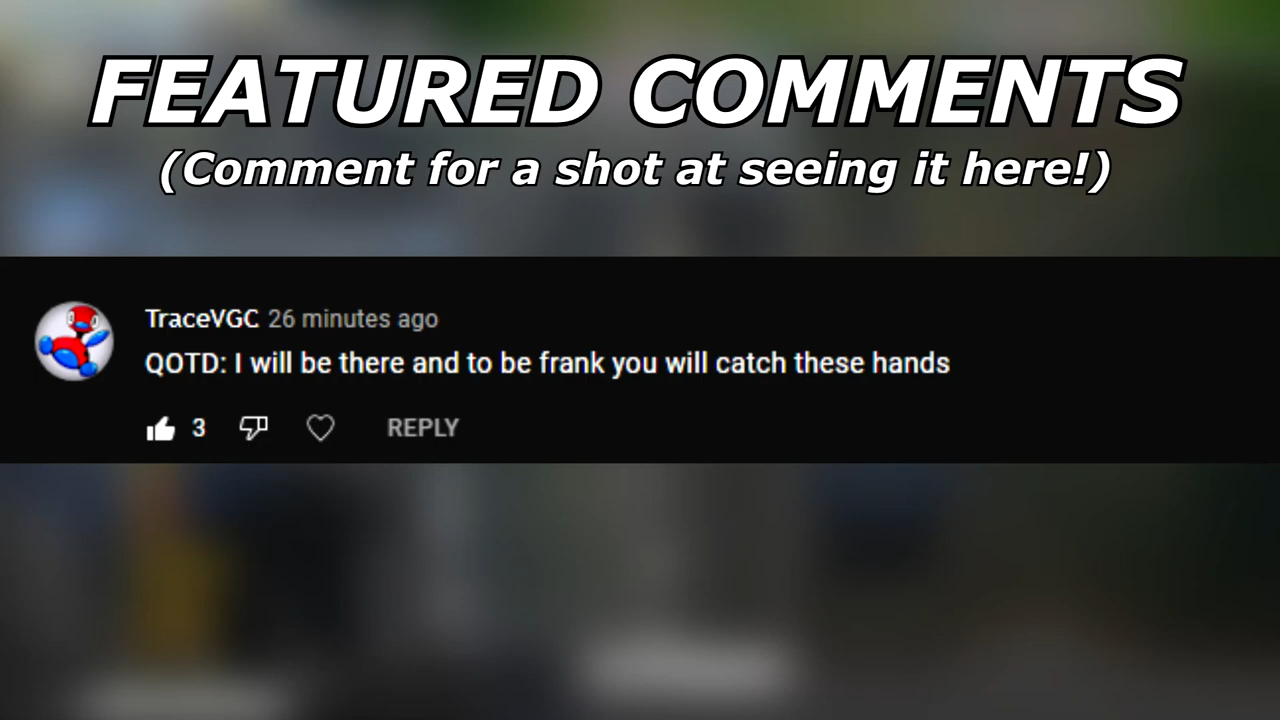 FEATURED COMMENTS
(Comment for a shot at seeing it here!)
TraceVGC 26 minutes ago
QOTD: I will be there and to be frank you will catch these hands
3 REPLY